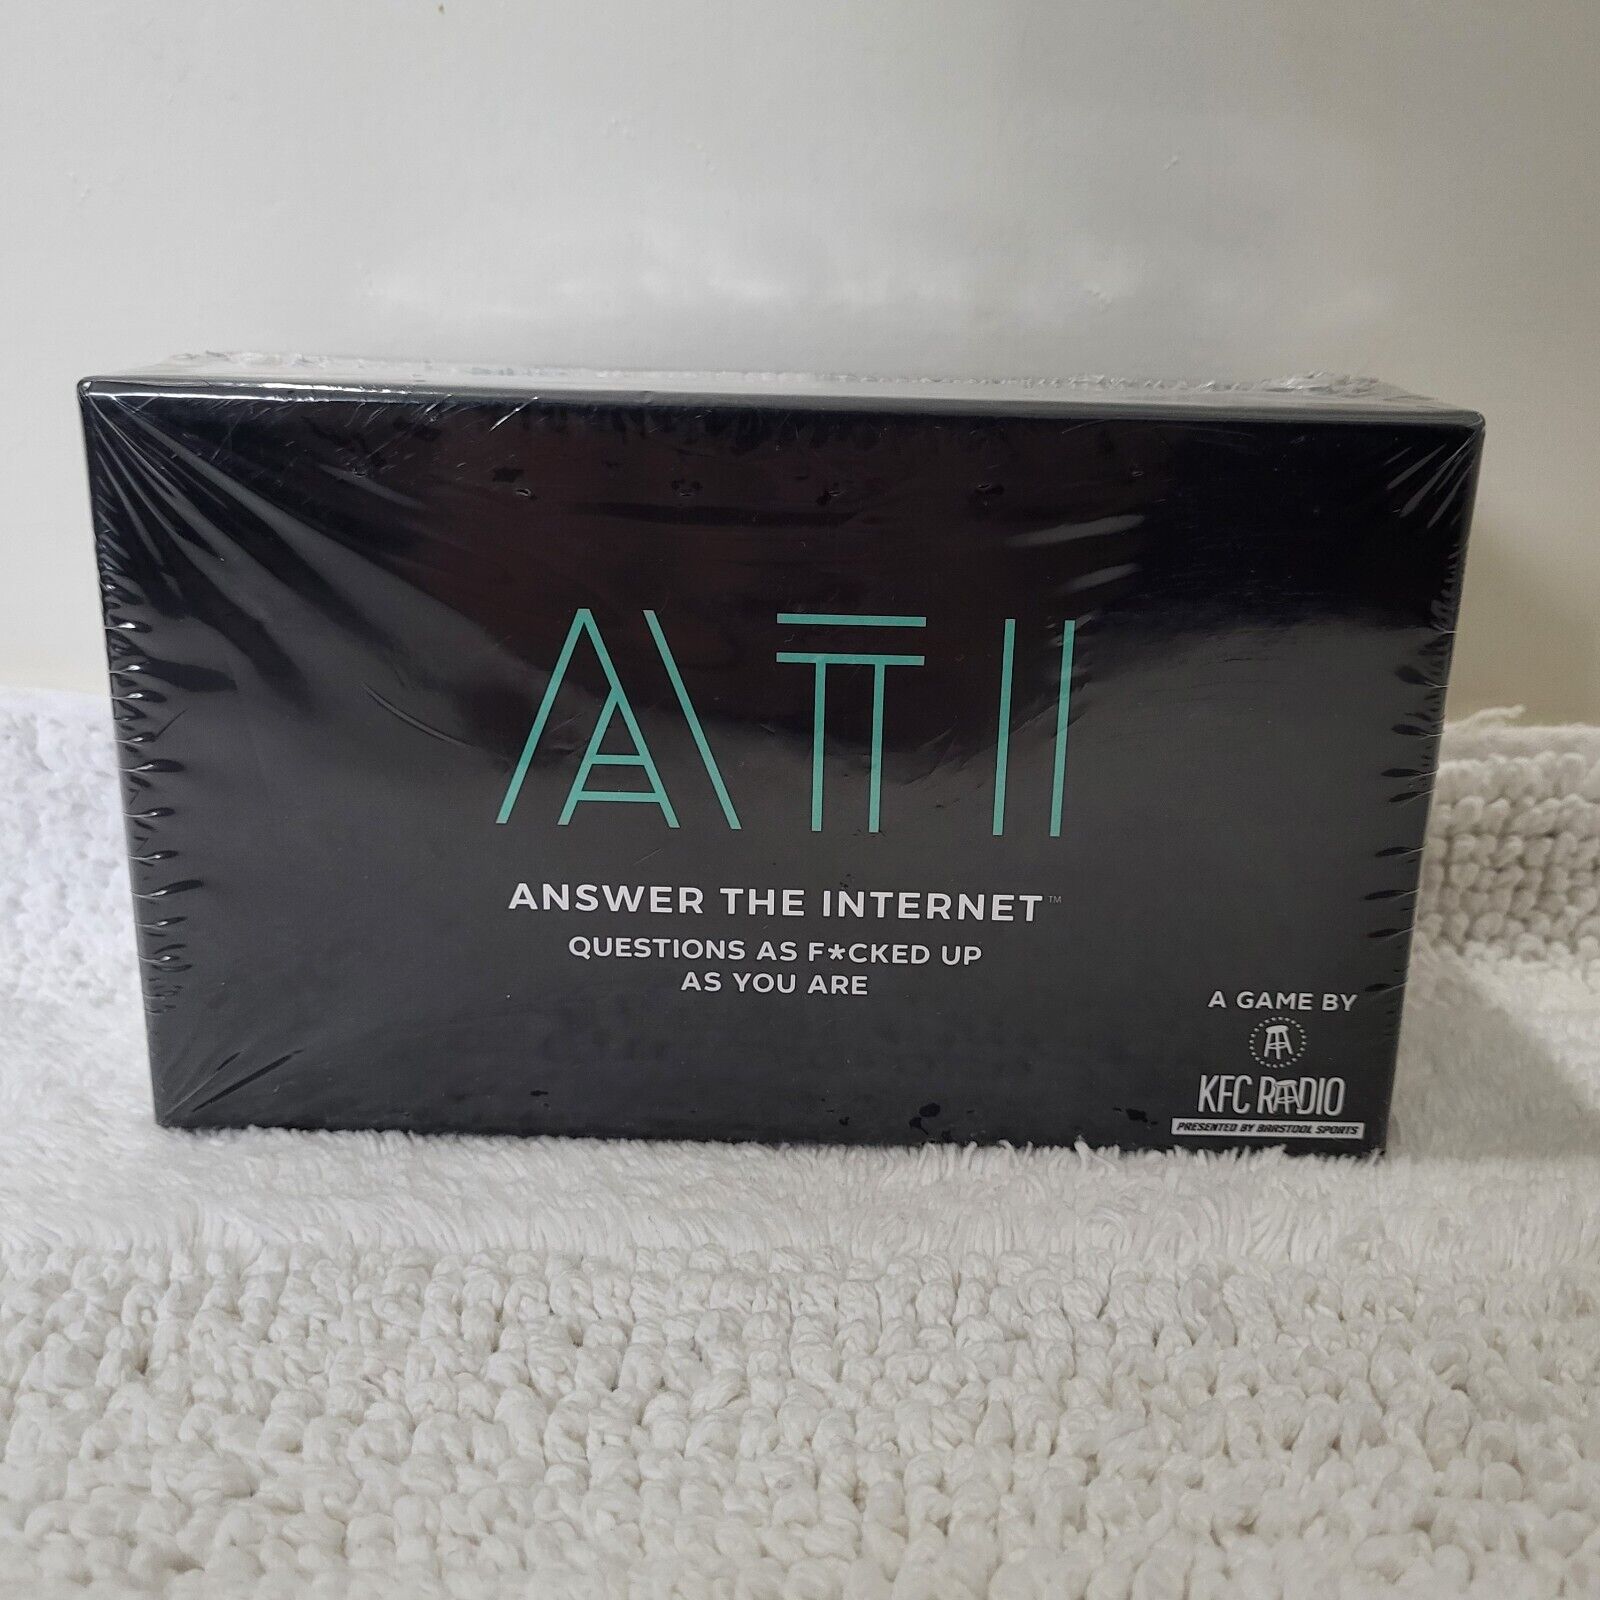 ATI
ANSWER THE INTERNET™
QUESTIONS AS F*CKED UP
AS YOU ARE
A GAME BY
KFC RADIO
PRESENTED BY BARSTOOL SPORTS